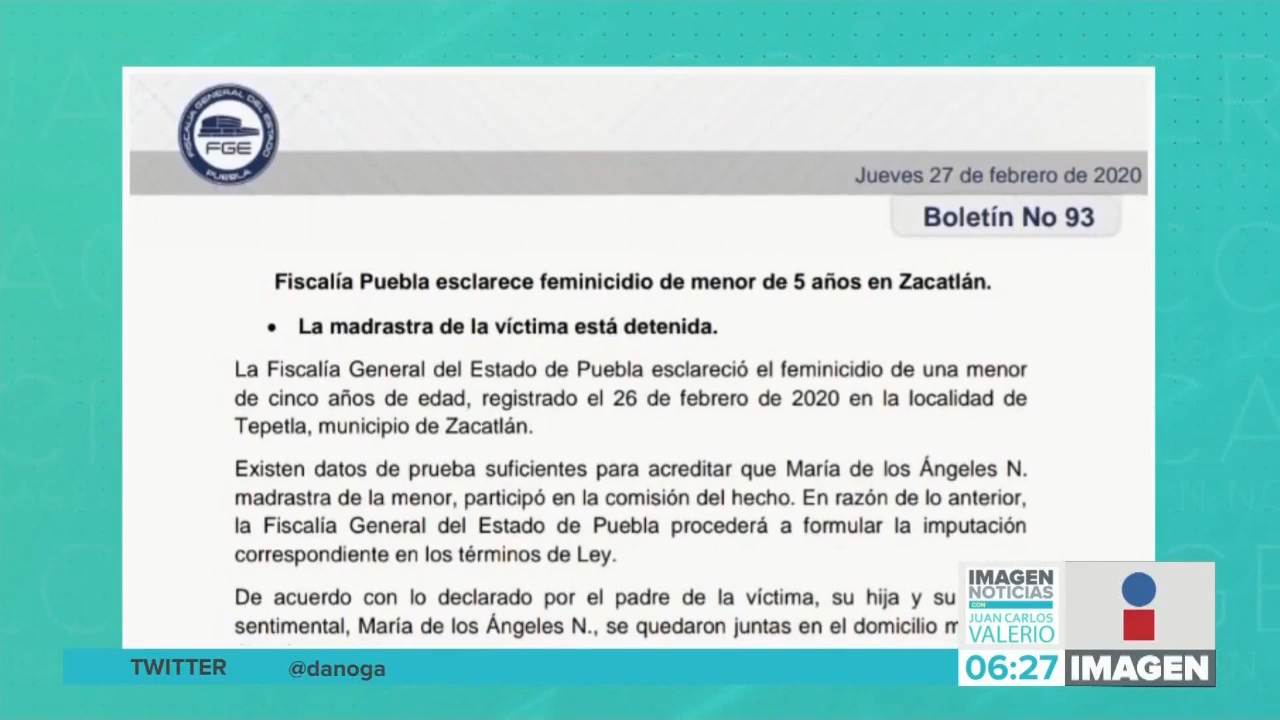 FISCALÍA GENERAL DEL ESTADO
FGE
PUEBLA
Jueves 27 de febrero de 2020
Boletín No 93
Fiscalía Puebla esclarece feminicidio de menor de 5 años en Zacatlán.
• La madrastra de la víctima está detenida.
La Fiscalía General del Estado de Puebla esclareció el feminicidio de una menor
de cinco años de edad, registrado el 26 de febrero de 2020 en la localidad de
Tepetla, municipio de Zacatlán.
Existen datos de prueba suficientes para acreditar que María de los Ángeles N.
madrastra de la menor, participó en la comisión del hecho. En razón de lo anterior,
la Fiscalía General del Estado de Puebla procederá a formular la imputación
correspondiente en los términos de Ley.
De acuerdo con lo declarado por el padre de la víctima, su hija y su
sentimental, María de los Ángeles N., se quedaron juntas en el domicilio
IMAGEN
NOTICIAS
CON
JUAN CARLOS
VALERIO
TWITTER @danoga
06:27 IMAGEN